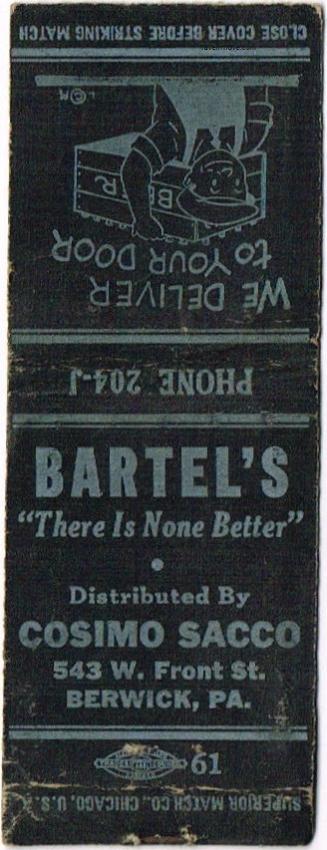 CLOSE COVER BEFORE STRIKING MATCH
WE DELIVER
to YOUR DOOR
B R
PHONE 204-J
BARTEL'S
"There Is None Better"
Distributed By
COSIMO SACCO
543 W. Front St.
BERWICK, PA.
61
SUPERIOR MATCH CO., CHICAGO, U.S.A.